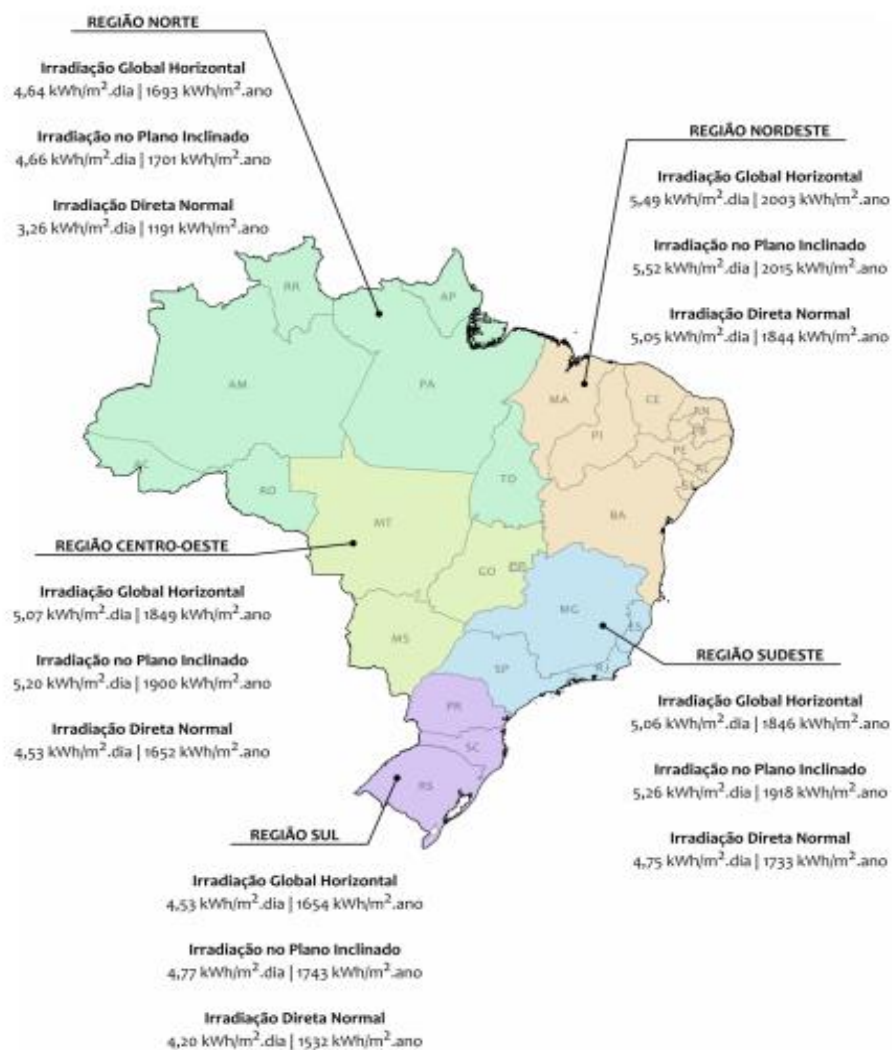 REGIÃO NORTE
Irradiação Global Horizontal
4,64 kWh/m².dia | 1693 kWh/m².ano
Irradiação no Plano Inclinado
4,66 kWh/m².dia | 1701 kWh/m².ano
Irradiação Direta Normal
3,26 kWh/m².dia | 1191 kWh/m².ano
REGIÃO NORDESTE
Irradiação Global Horizontal
5,49 kWh/m².dia | 2003 kWh/m².ano
Irradiação no Plano Inclinado
5,52 kWh/m².dia | 2015 kWh/m².ano
Irradiação Direta Normal
5,05 kWh/m².dia | 1844 kWh/m².ano
RR
AP
AM
PA
MA
CE
RN
PB
PI
PE
AL
SE
AC
RO
TO
BA
MT
GO
DF
MG
ES
MS
SP
RJ
PR
SC
RS
REGIÃO CENTRO-OESTE
Irradiação Global Horizontal
5,07 kWh/m².dia | 1849 kWh/m².ano
Irradiação no Plano Inclinado
5,20 kWh/m².dia | 1900 kWh/m².ano
Irradiação Direta Normal
4,53 kWh/m².dia | 1652 kWh/m².ano
REGIÃO SUDESTE
Irradiação Global Horizontal
5,06 kWh/m².dia | 1846 kWh/m².ano
Irradiação no Plano Inclinado
5,26 kWh/m².dia | 1918 kWh/m².ano
Irradiação Direta Normal
4,75 kWh/m².dia | 1733 kWh/m².ano
REGIÃO SUL
Irradiação Global Horizontal
4,53 kWh/m².dia | 1654 kWh/m².ano
Irradiação no Plano Inclinado
4,77 kWh/m².dia | 1743 kWh/m².ano
Irradiação Direta Normal
4,20 kWh/m².dia | 1532 kWh/m².ano